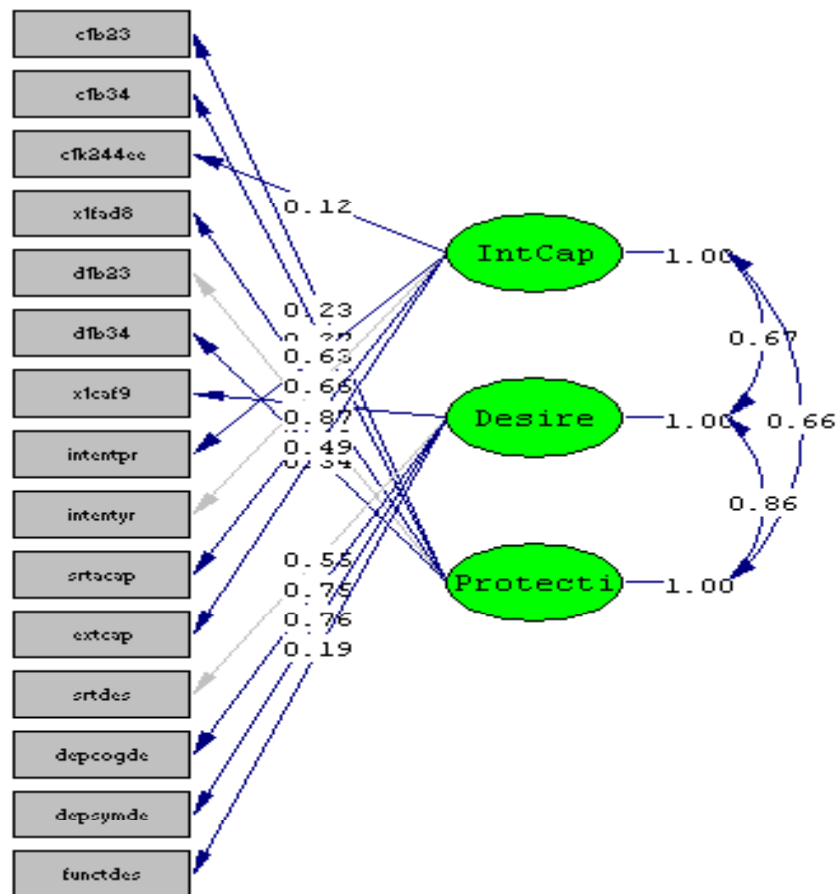 cfb23
cfb34
cfk244ee
x1fad8
dfb23
dfb34
x1caf9
intentpr
intentyr
srtacap
extcap
srtdes
depcogde
depsymde
functdes
0.12
0.23
0.63
0.66
0.87
0.49
0.55
0.75
0.76
0.19
IntCap
Desire
Protecti
1.00
1.00
1.00
0.67
0.66
0.86